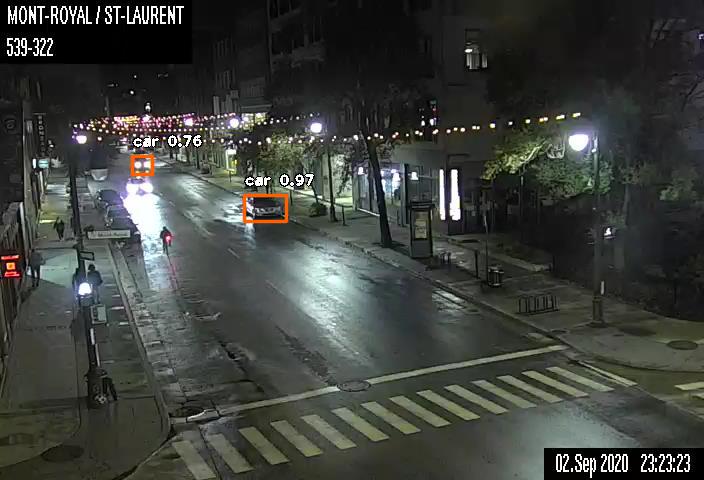 MONT-ROYAL / ST-LAURENT
539-322
car 0.76
car 0.97
02.Sep 2020 23:23:23